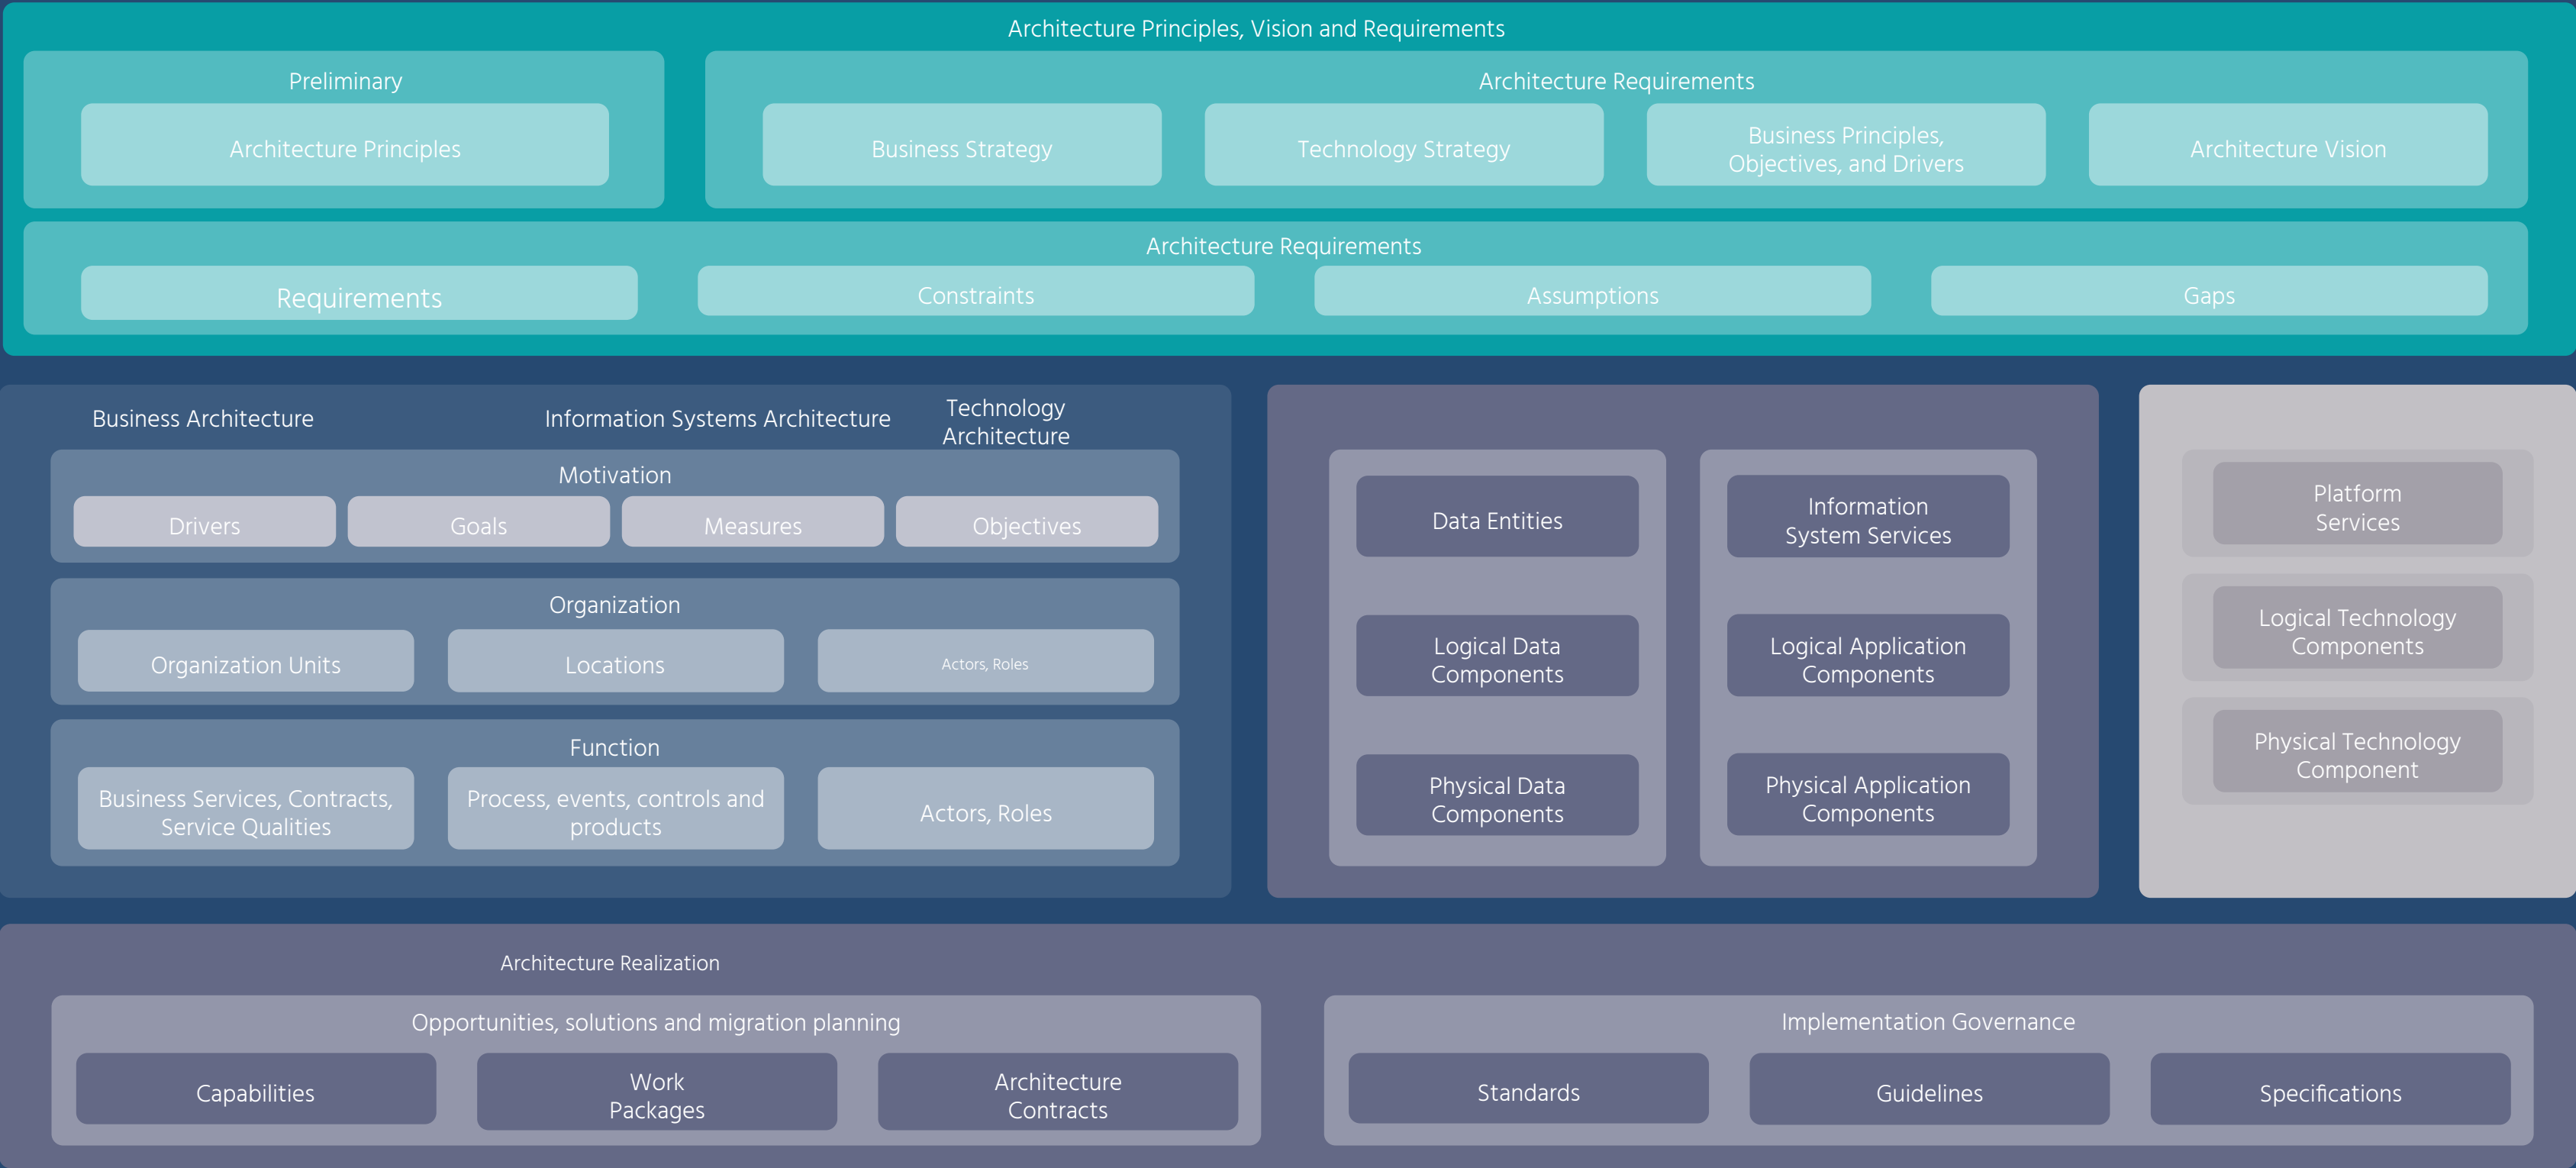 Architecture Principles, Vision and Requirements
Preliminary
Architecture Principles
Architecture Requirements
Business Strategy
Technology Strategy
Business Principles,
Objectives, and Drivers
Architecture Vision
Architecture Requirements
Requirements
Constraints
Assumptions
Gaps
Business Architecture
Information Systems Architecture
Technology
Architecture
Motivation
Drivers
Goals
Measures
Objectives
Organization
Organization Units
Locations
Actors, Roles
Function
Business Services, Contracts,
Service Qualities
Process, events, controls and
products
Actors, Roles
Data Entities
Logical Data
Components
Physical Data
Components
Information
System Services
Logical Application
Components
Physical Application
Components
Platform
Services
Logical Technology
Components
Physical Technology
Component
Architecture Realization
Opportunities, solutions and migration planning
Capabilities
Work
Packages
Architecture
Contracts
Implementation Governance
Standards
Guidelines
Specifications